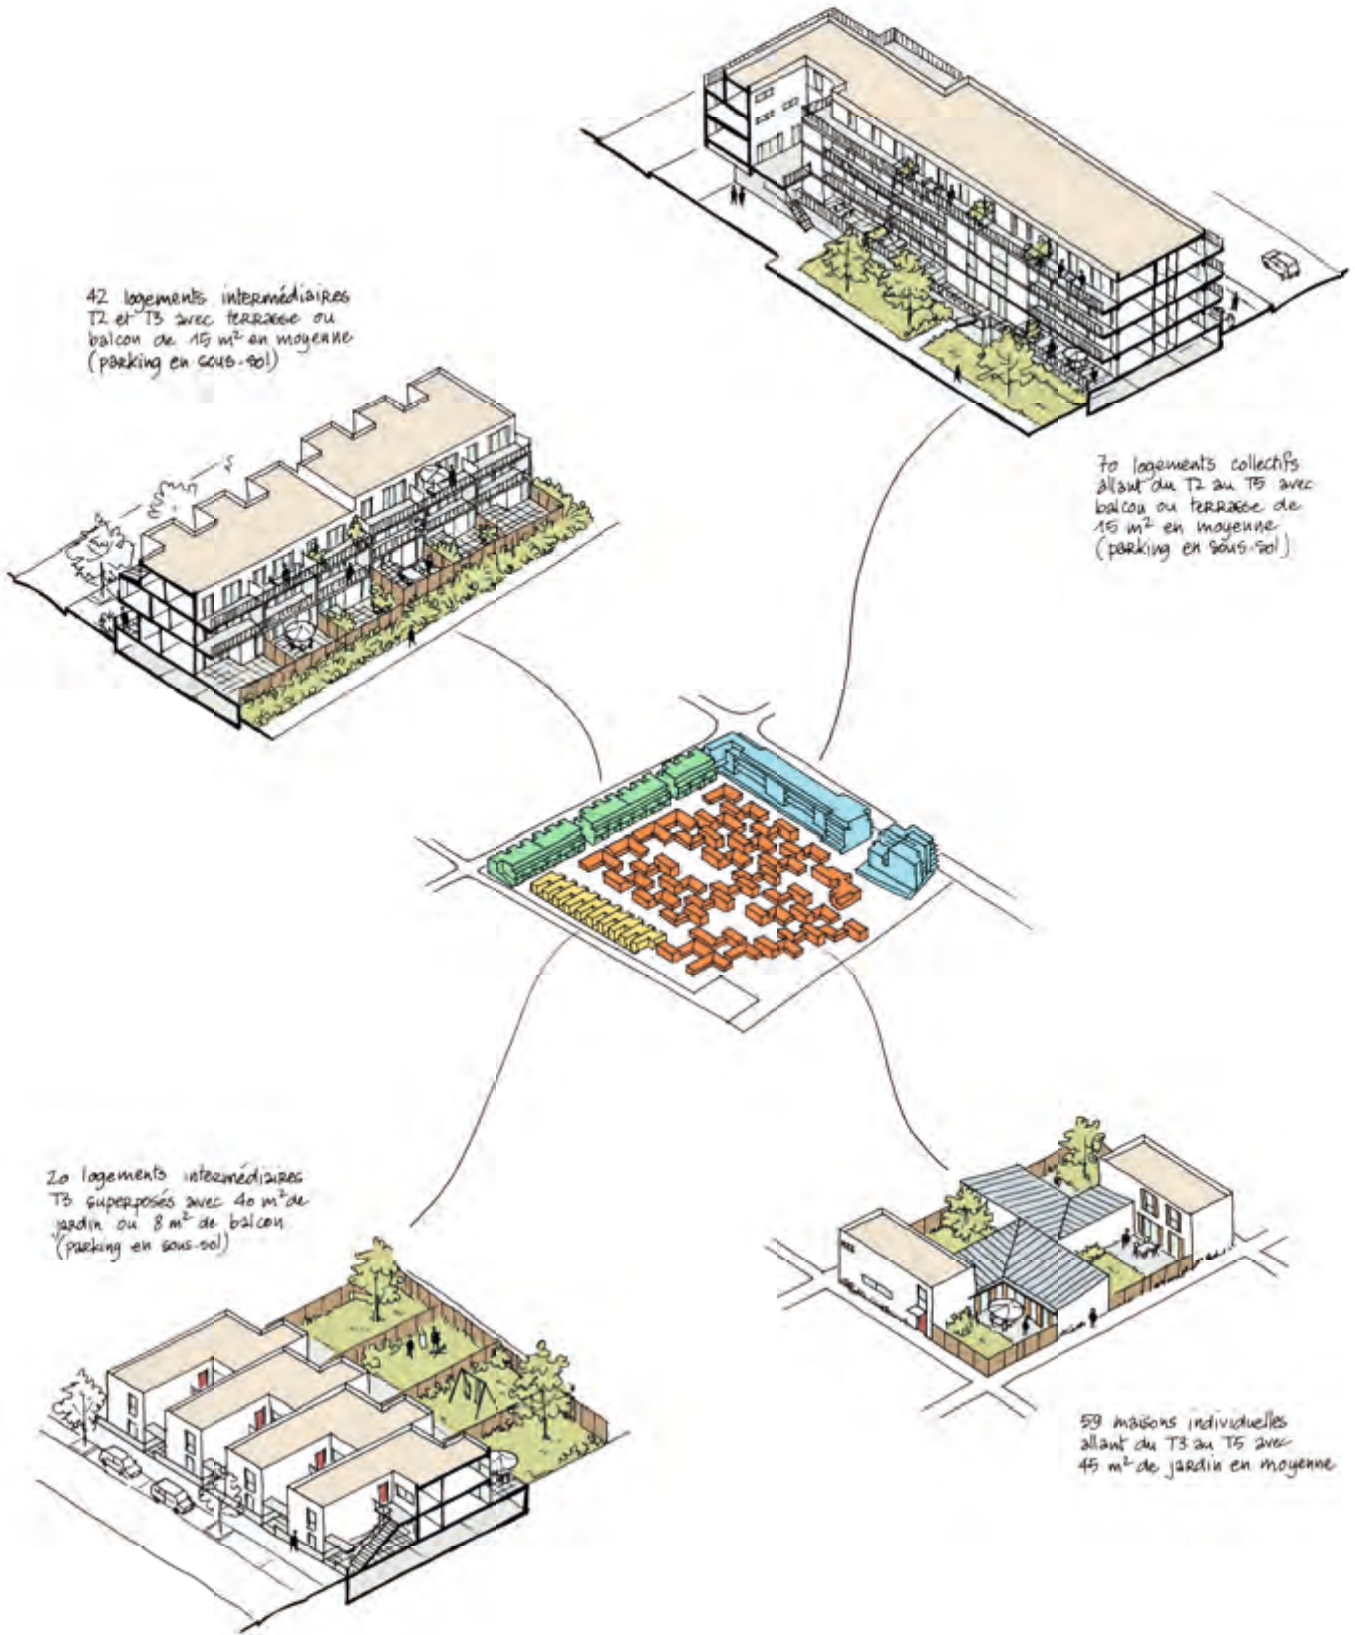 42 logements intermédiaires
T2 et T3 avec terrasse ou
balcon de 15 m² en moyenne
(parking en sous-sol)
70 logements collectifs
allant du T2 au T5 avec
balcon ou terrasse de
15 m² en moyenne
(parking en sous-sol)
20 logements intermédiaires
T3 superposés avec 40 m² de
jardin ou 8 m² de balcon
(parking en sous-sol)
59 maisons individuelles
allant du T3 au T5 avec
45 m² de jardin en moyenne